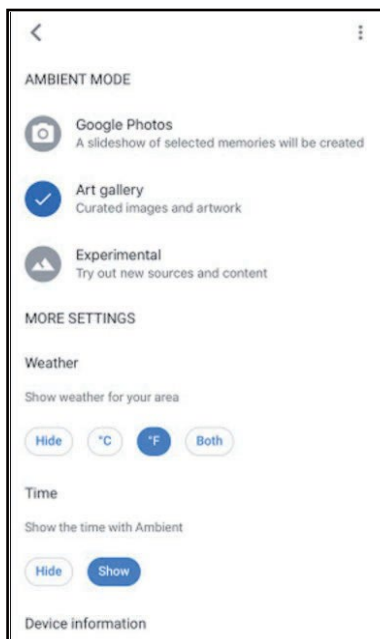 AMBIENT MODE
Google Photos
A slideshow of selected memories will be created
Art gallery
Curated images and artwork
Experimental
Try out new sources and content
MORE SETTINGS
Weather
Show weather for your area
Hide °C °F Both
Time
Show the time with Ambient
Hide Show
Device information